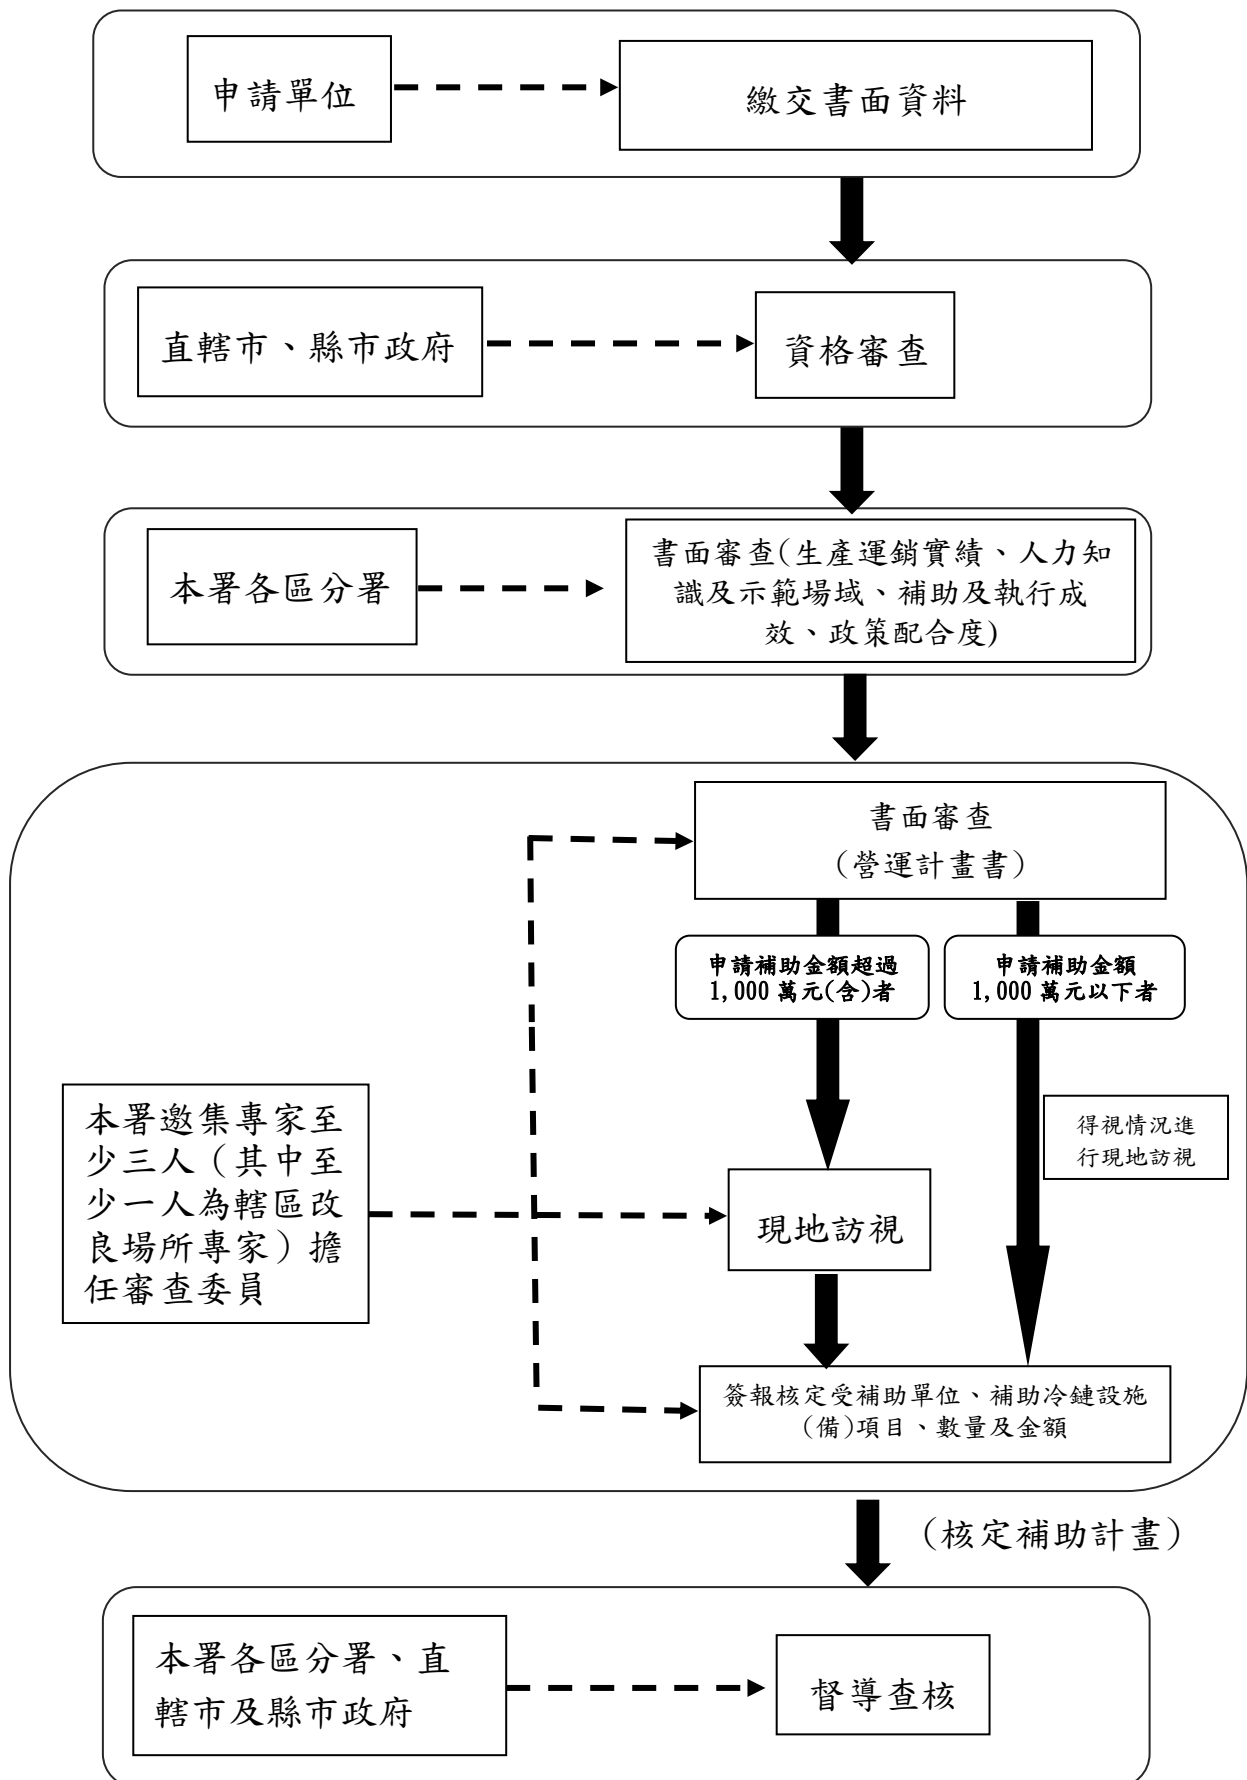 申請單位
繳交書面資料
直轄市、縣市政府
資格審查
本署各區分署
書面審查(生產運銷實績、人力知
識及示範場域、補助及執行成
效、政策配合度)
書面審查
（營運計畫書）
申請補助金額超過
1,000 萬元(含)者
申請補助金額
1,000 萬元以下者
得視情況進
行現地訪視
本署邀集專家至
少三人（其中至
少一人為轄區改
良場所專家）擔
任審查委員
現地訪視
簽報核定受補助單位、補助冷鏈設施
(備)項目、數量及金額
（核定補助計畫）
本署各區分署、直
轄市及縣市政府
督導查核